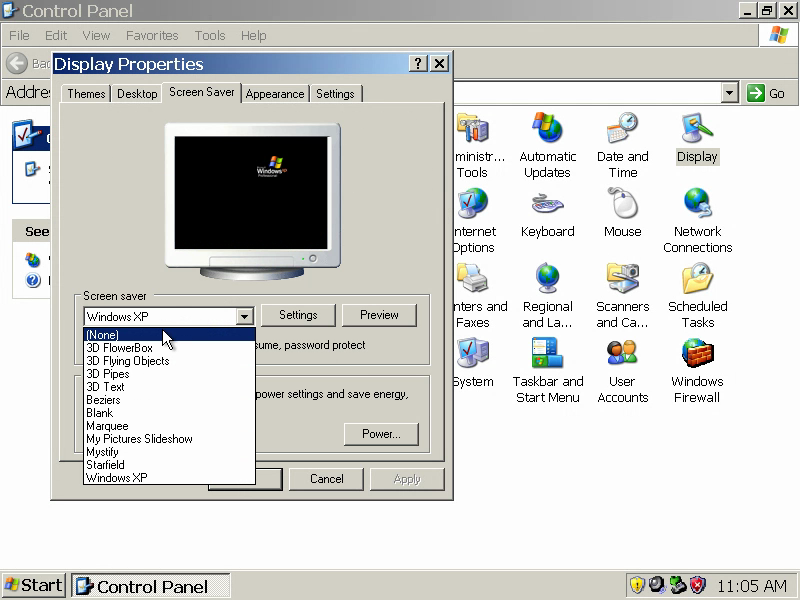 Control Panel
File Edit View Favorites Tools Help
Display Properties
Addre
Go
Themes Desktop Screen Saver Appearance Settings
Windows XP
Professional
See
Screen saver
Windows XP
Settings
Preview
(None)
3D FlowerBox
3D Flying Objects
3D Pipes
3D Text
Beziers
Blank
Marquee
My Pictures Slideshow
Mystify
Starfield
Windows XP
ume, password protect
power settings and save energy,
Power...
Cancel
Apply
ministr...
Tools
Automatic
Updates
Date and
Time
Display
nternet
Options
Keyboard
Mouse
Network
Connections
nters and
Faxes
Regional
and La...
Scanners
and Ca...
Scheduled
Tasks
System
Taskbar and
Start Menu
User
Accounts
Windows
Firewall
Start
Control Panel
11:05 AM